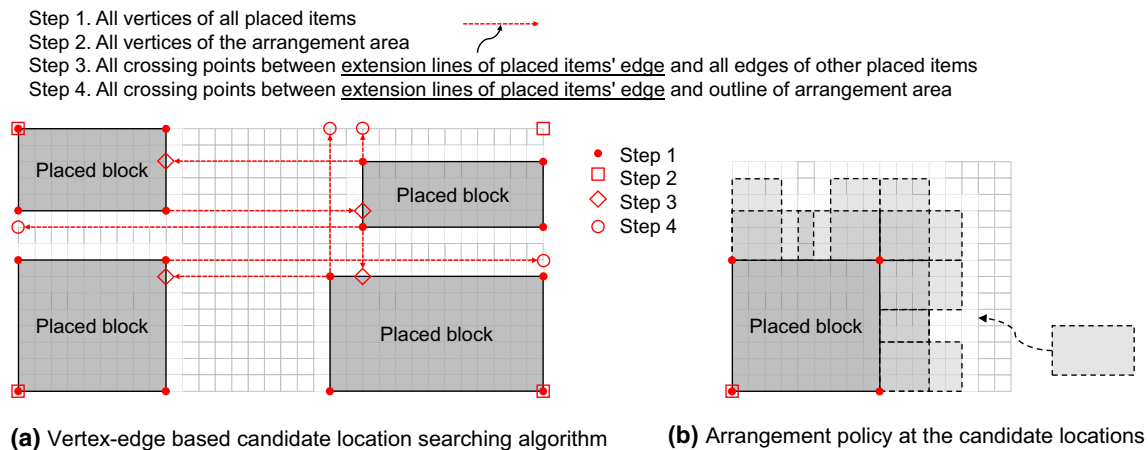 Step 1. All vertices of all placed items
Step 2. All vertices of the arrangement area
Step 3. All crossing points between extension lines of placed items' edge and all edges of other placed items
Step 4. All crossing points between extension lines of placed items' edge and outline of arrangement area
Placed block
Placed block
Placed block
Placed block
Step 1
Step 2
Step 3
Step 4
Placed block
(a) Vertex-edge based candidate location searching algorithm
(b) Arrangement policy at the candidate locations